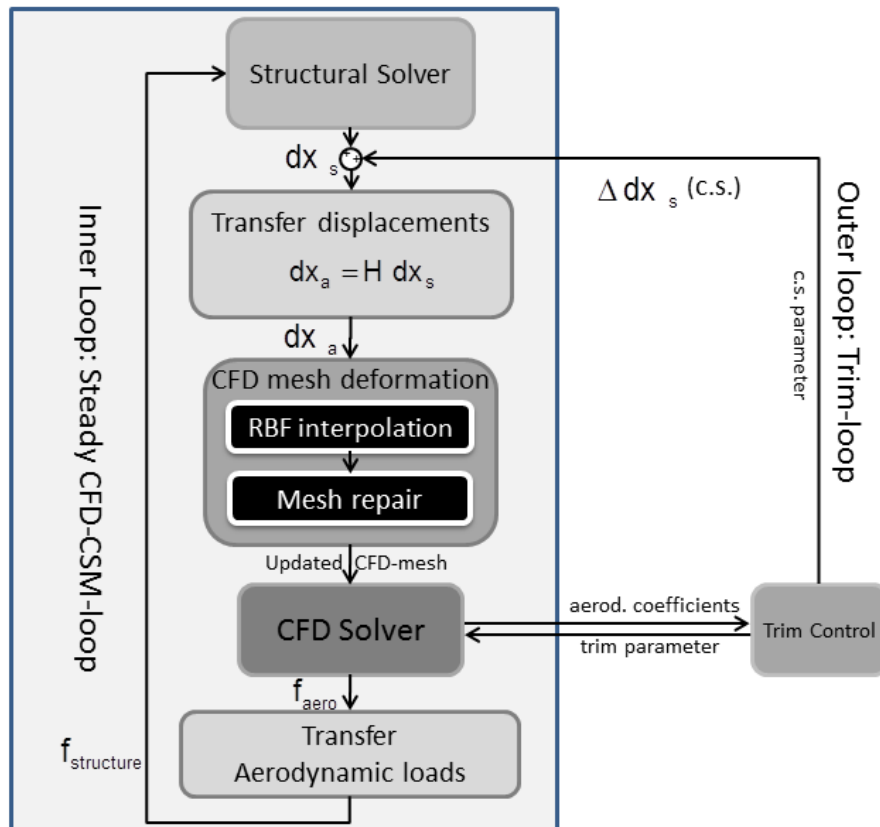 Structural Solver
dx s
++
Δ dx s (c.s.)
Transfer displacements
dxa = H dxs
dx a
CFD mesh deformation
RBF interpolation
Mesh repair
Updated CFD-mesh
CFD Solver
aerod. coefficients
trim parameter
Trim Control
faero
Transfer
Aerodynamic loads
fstructure
Inner Loop: Steady CFD-CSM-loop
c.s. parameter
Outer loop: Trim-loop